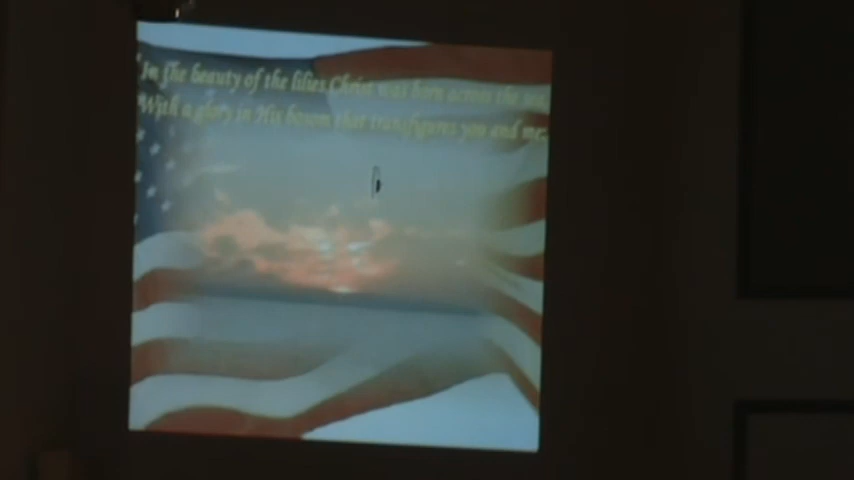 In the beauty of the lilies Christ was born across the sea,
With a glory in His bosom that transfigures you and me: